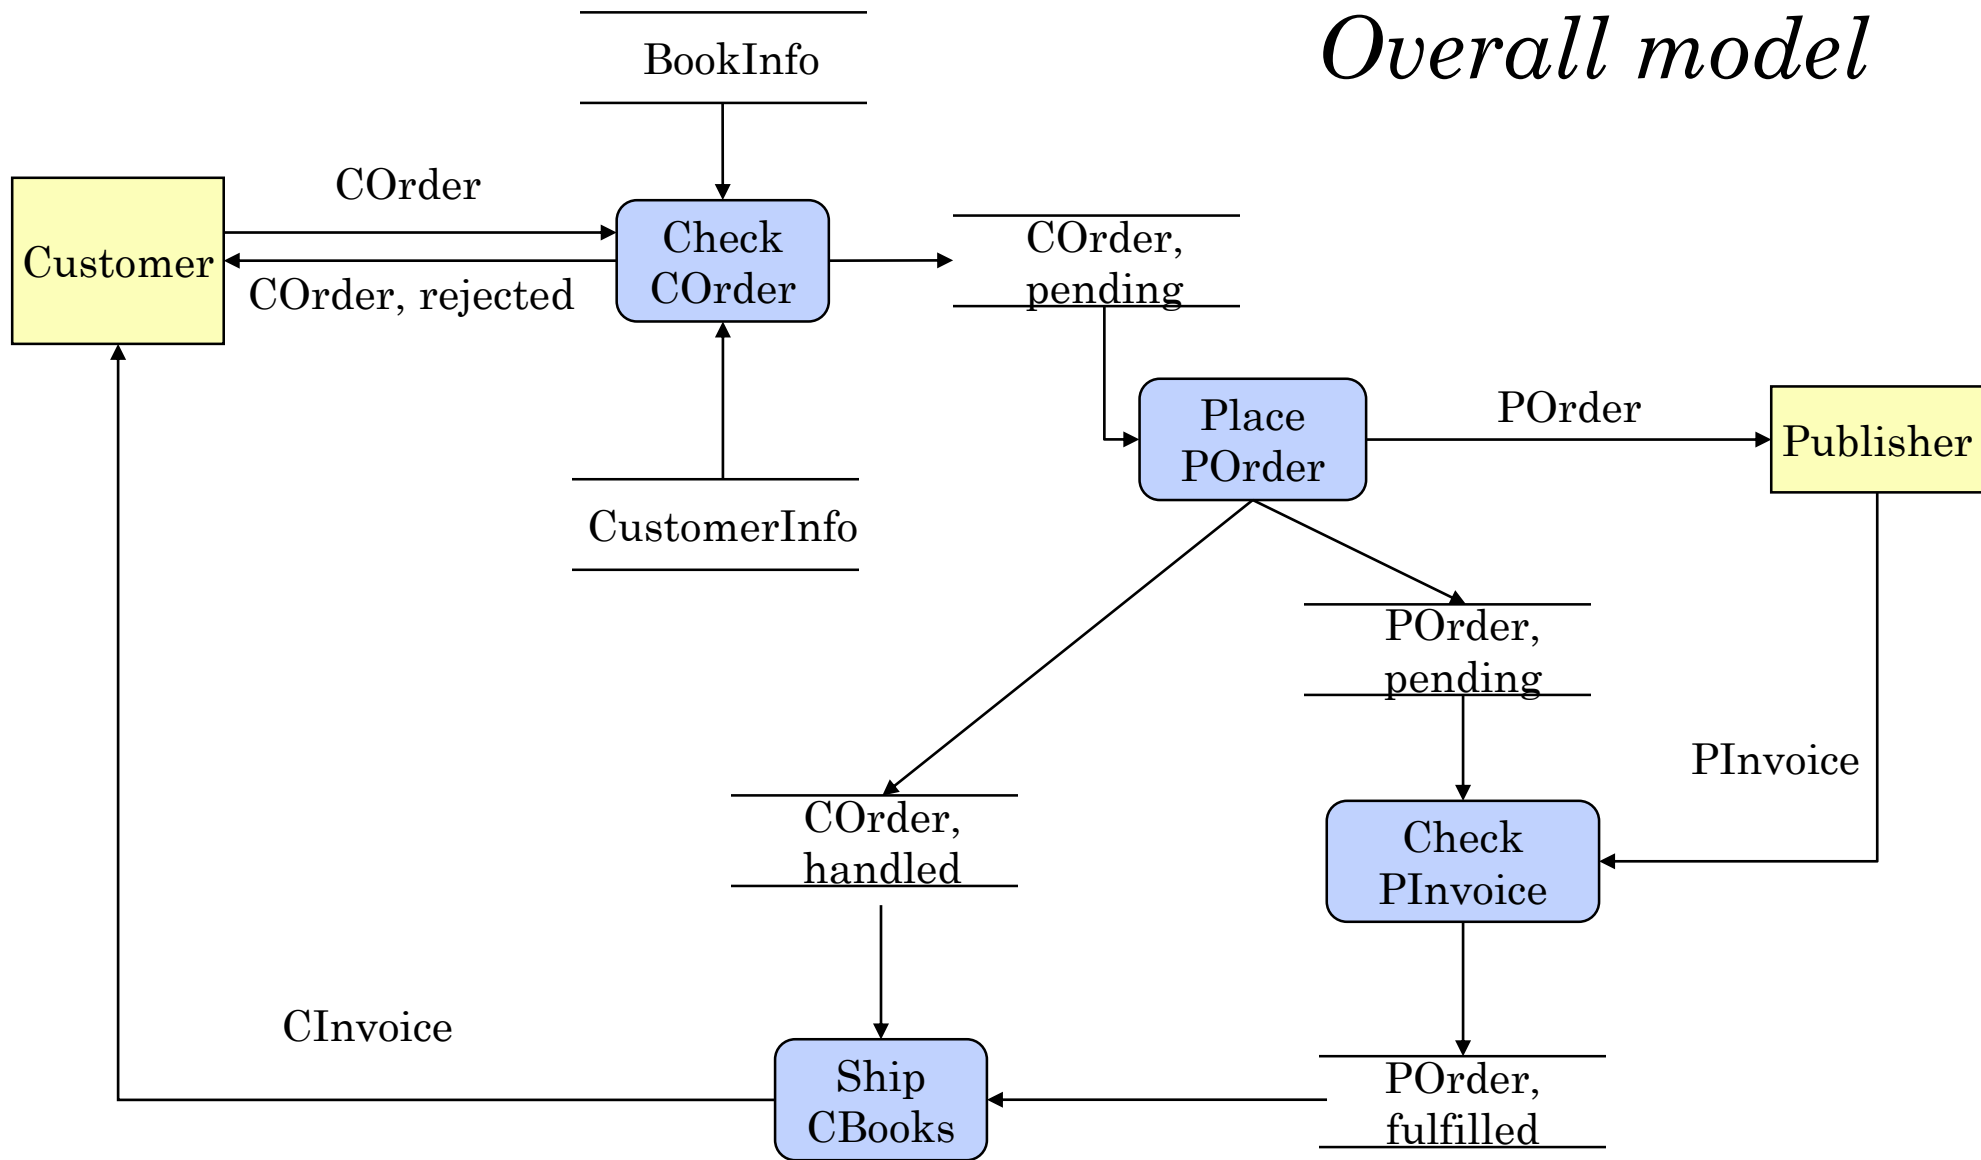 Overall model
BookInfo
COrder
Customer
Check
COrder
COrder,
pending
COrder, rejected
Place
POrder
POrder
Publisher
CustomerInfo
POrder,
pending
PInvoice
COrder,
handled
Check
PInvoice
CInvoice
Ship
CBooks
POrder,
fulfilled